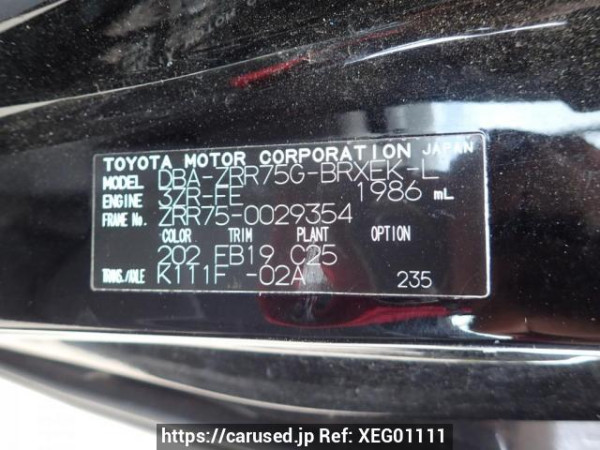 TOYOTA MOTOR CORPORATION JAPAN
MODEL DBA-ZRR75G-BRXEK-L
ENGINE 3ZR-FE 1986 mL
FRAME NO. ZRR75-0029354
COLOR TRIM PLANT OPTION
202 FB19 C25
TRANS./AXLE K111F -02A 235
https://carused.jp Ref: XEG01111